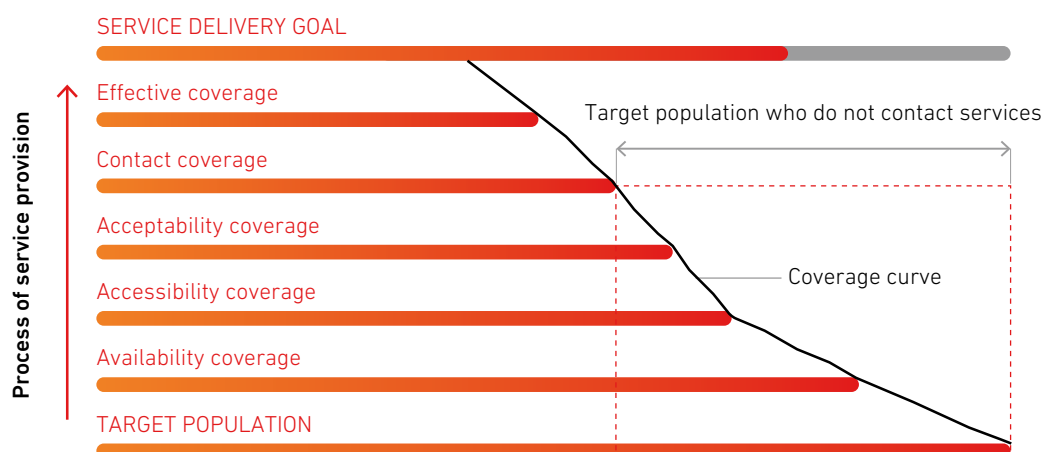 SERVICE DELIVERY GOAL
Effective coverage
Target population who do not contact services
Contact coverage
Acceptability coverage
Coverage curve
Accessibility coverage
Availability coverage
TARGET POPULATION
Process of service provision